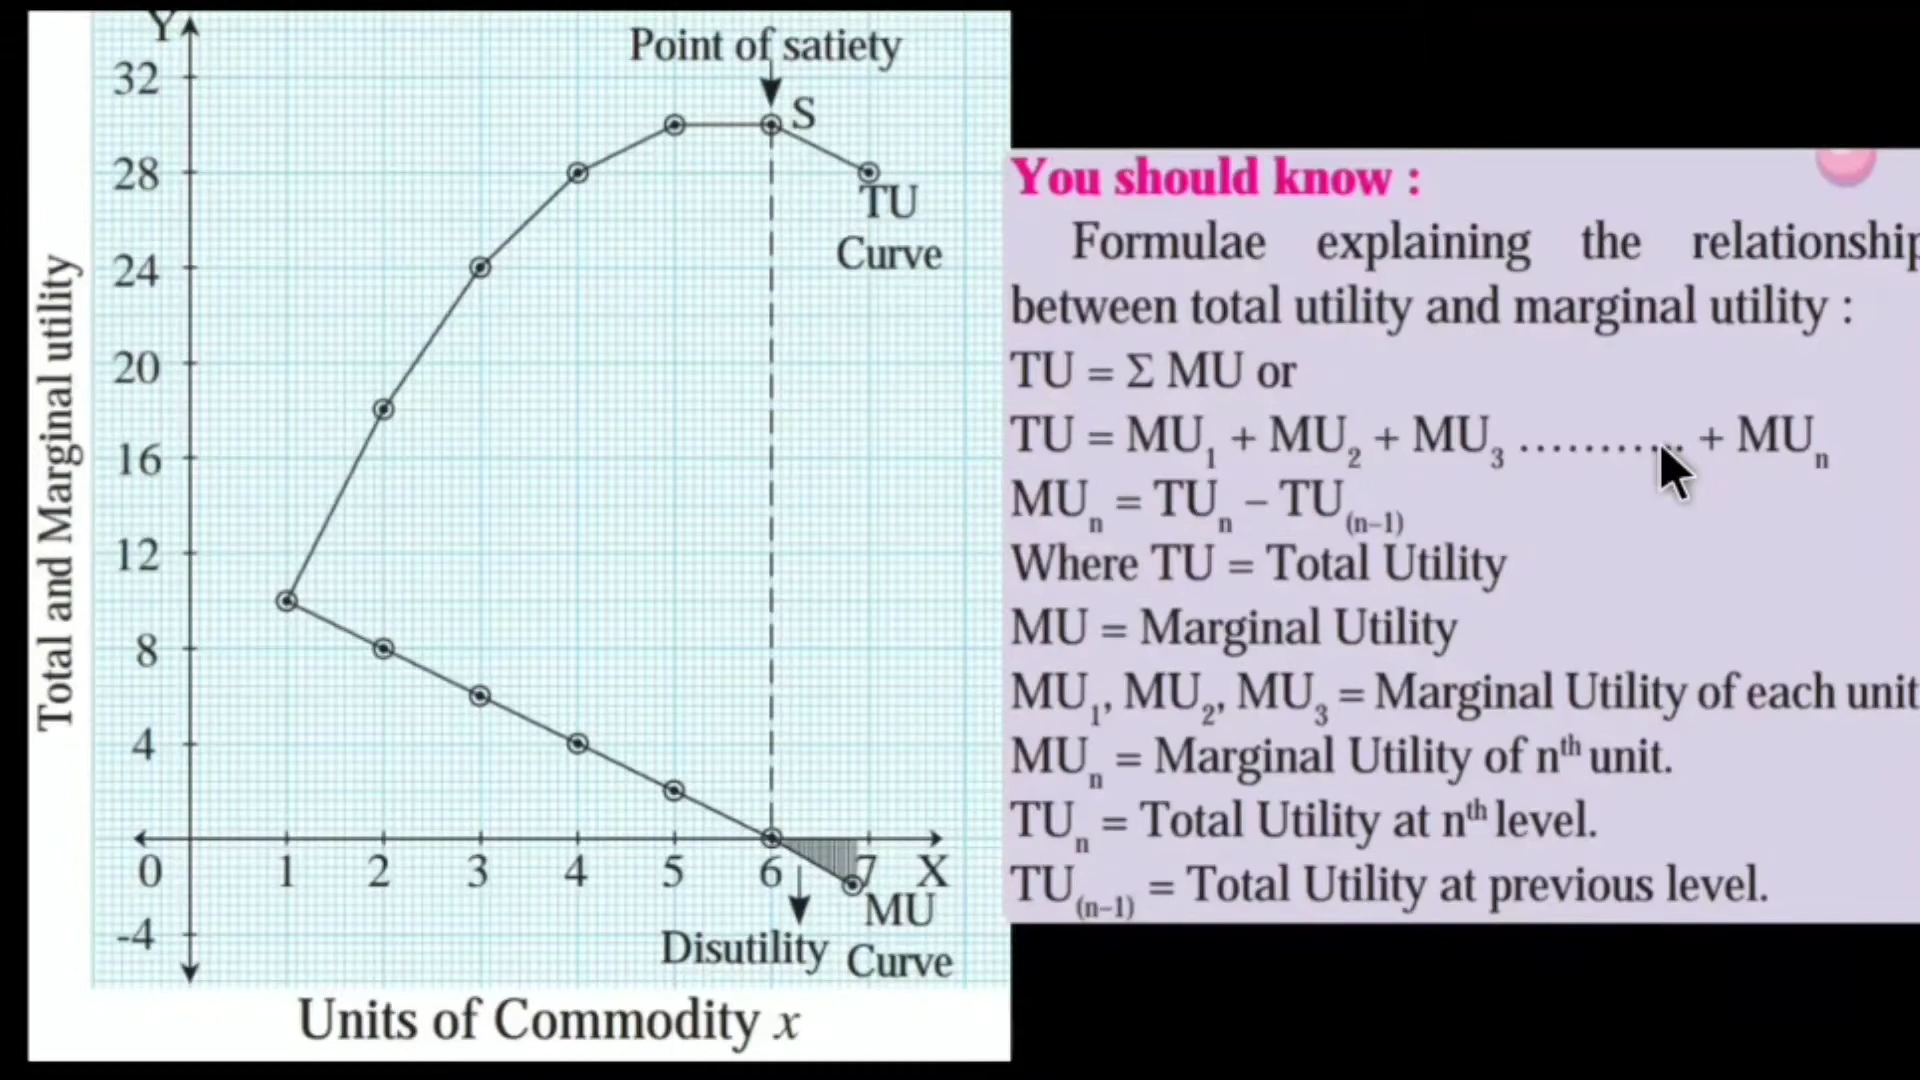 Y
Point of satiety
32
S
28
TU
Curve
24
20
16
12
8
4
0 1 2 3 4 5 6 7 X
MU
Curve
-4
Disutility
Total and Marginal utility
Units of Commodity x
You should know :
Formulae explaining the relationship
between total utility and marginal utility :
TU = Σ MU or
TU = MU₁ + MU₂ + MU₃ ........... + MUₙ
MUₙ = TUₙ – TU₍ₙ₋₁₎
Where TU = Total Utility
MU = Marginal Utility
MU₁, MU₂, MU₃ = Marginal Utility of each unit
MUₙ = Marginal Utility of nᵗʰ unit.
TUₙ = Total Utility at nᵗʰ level.
TU₍ₙ₋₁₎ = Total Utility at previous level.